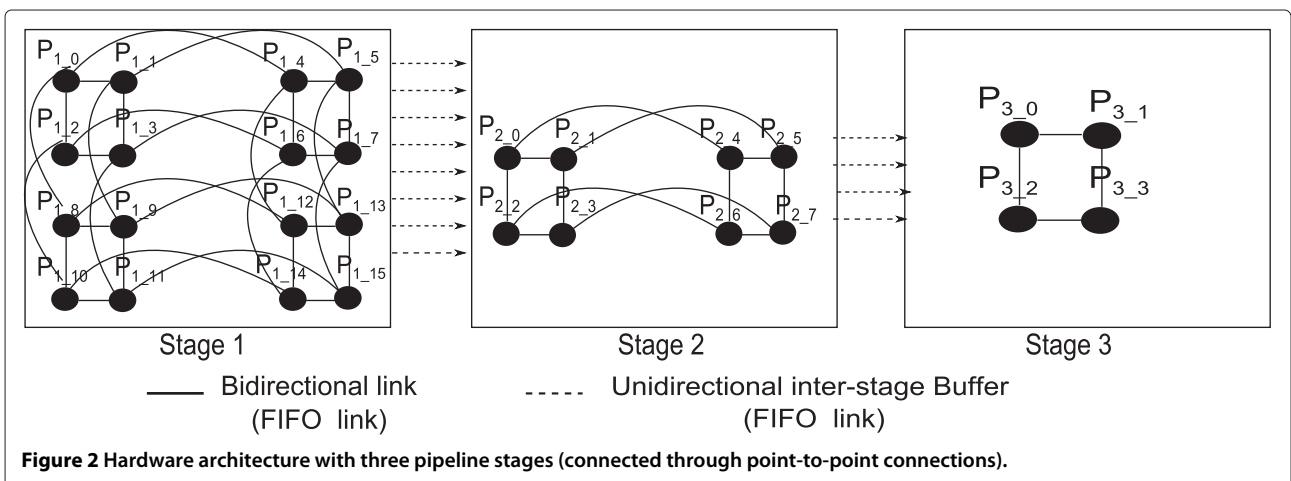 P1_0 P1_1 P1_4 P1_5
P1_2 P1_3 P1_6 P1_7
P1_8 P1_9 P1_12 P1_13
P1_10 P1_11 P1_14 P1_15
P2_0 P2_1 P2_4 P2_5
P2_2 P2_3 P2_6 P2_7
P3_0 P3_1
P3_2 P3_3
Stage 1 Stage 2 Stage 3
Bidirectional link Unidirectional inter-stage Buffer
(FIFO link) (FIFO link)
Figure 2 Hardware architecture with three pipeline stages (connected through point-to-point connections).